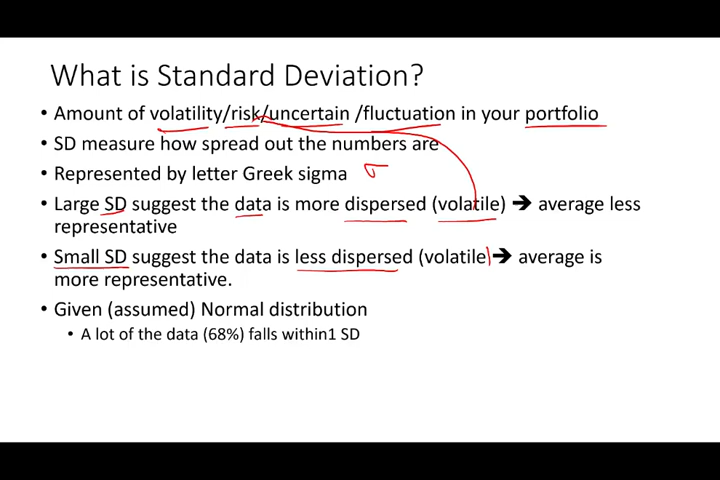 What is Standard Deviation?
• Amount of volatility/risk/uncertain /fluctuation in your portfolio
• SD measure how spread out the numbers are
• Represented by letter Greek sigma σ
• Large SD suggest the data is more dispersed (volatile) ➔ average less
representative
• Small SD suggest the data is less dispersed (volatile)➔ average is
more representative.
• Given (assumed) Normal distribution
• A lot of the data (68%) falls within1 SD